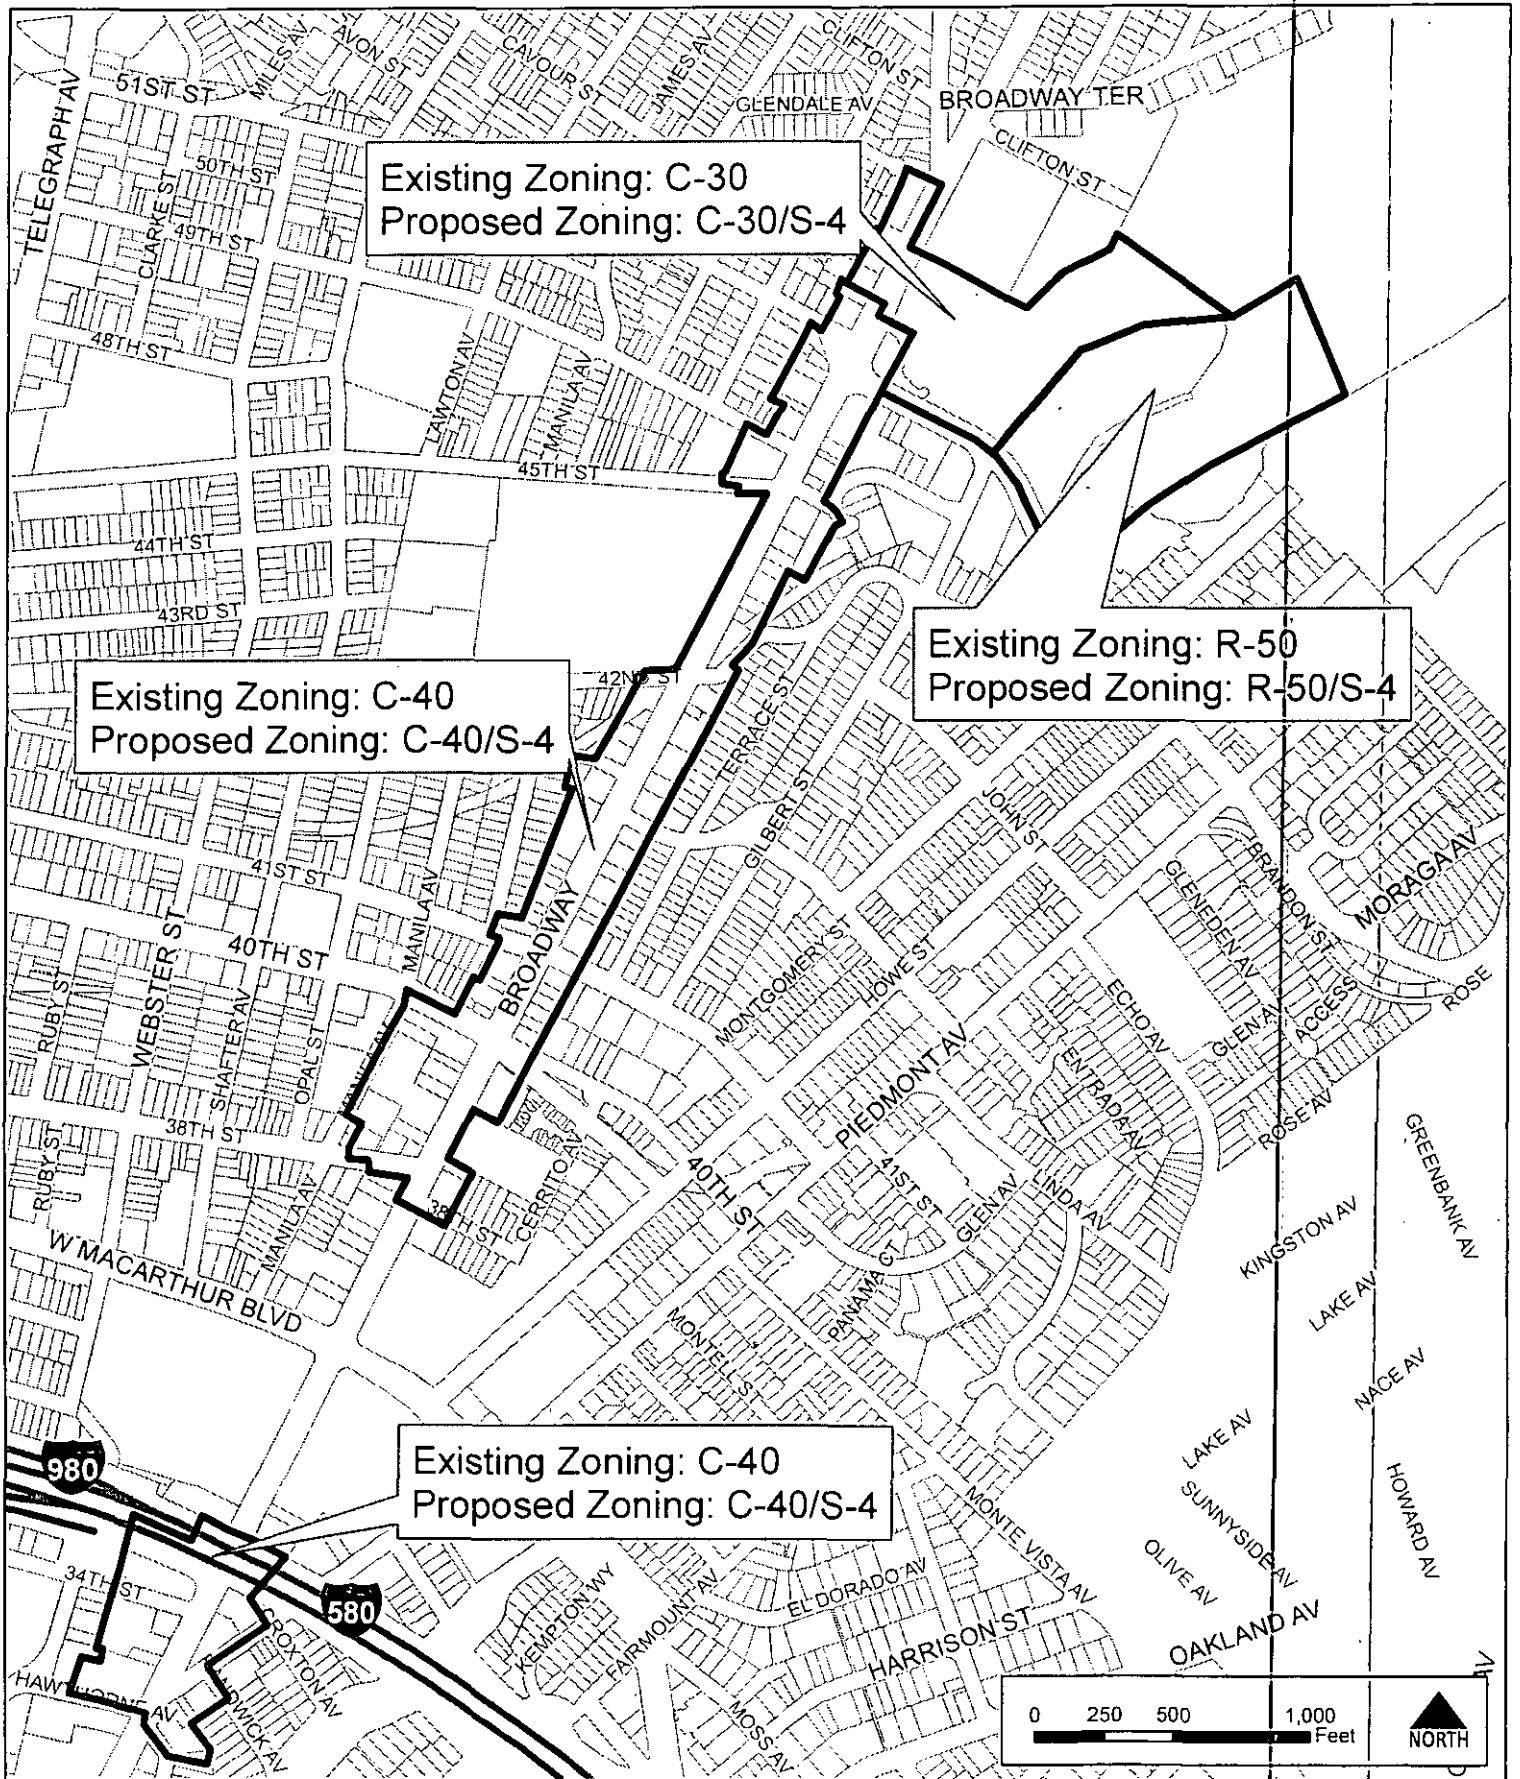 51ST ST
MILES AV
AVON ST
CAVOUR ST
JAMES AV
CLIFTON ST
GLENDALE AV
BROADWAY TER
CLIFTON ST
TELEGRAPH AV
50TH ST
CLARKE ST
49TH ST
48TH ST
Existing Zoning: C-30
Proposed Zoning: C-30/S-4
LAWTON AV
MANILA AV
45TH ST
44TH ST
43RD ST
42ND ST
Existing Zoning: R-50
Proposed Zoning: R-50/S-4
Existing Zoning: C-40
Proposed Zoning: C-40/S-4
TERRACE ST
GILBERT ST
JOHN ST
41ST ST
MANILA AV
BROADWAY
40TH ST
WEBSTER ST
RUBY ST
SHAFTER AV
OPAL ST
MANILA AV
MONTGOMERY ST
HOWE ST
GLENEDEN AV
BRANDON ST
MORAGA AV
ECHO AV
GLEN AV
ACCESS
ROSE
PIEDMONT AV
ENTRADA AV
ROSE AV
38TH ST
RUBY ST
MANILA AV
38TH ST
CERRITO AV
40TH ST
41ST ST
GLEN AV
LINDA AV
GREENBANK AV
KINGSTON AV
W MACARTHUR BLVD
PANAMA CT
LAKE AV
MONTELL ST
NACE AV
980
Existing Zoning: C-40
Proposed Zoning: C-40/S-4
LAKE AV
SUNNYSIDE AV
HOWARD AV
MONTE VISTA AV
OLIVE AV
34TH ST
580
KEMPTON WY
FAIRMOUNT AV
EL DORADO AV
HARRISON ST
OAKLAND AV
CROXTON AV
HAWTHORNE AV
MOSS AV
0 250 500 1,000
Feet
NORTH